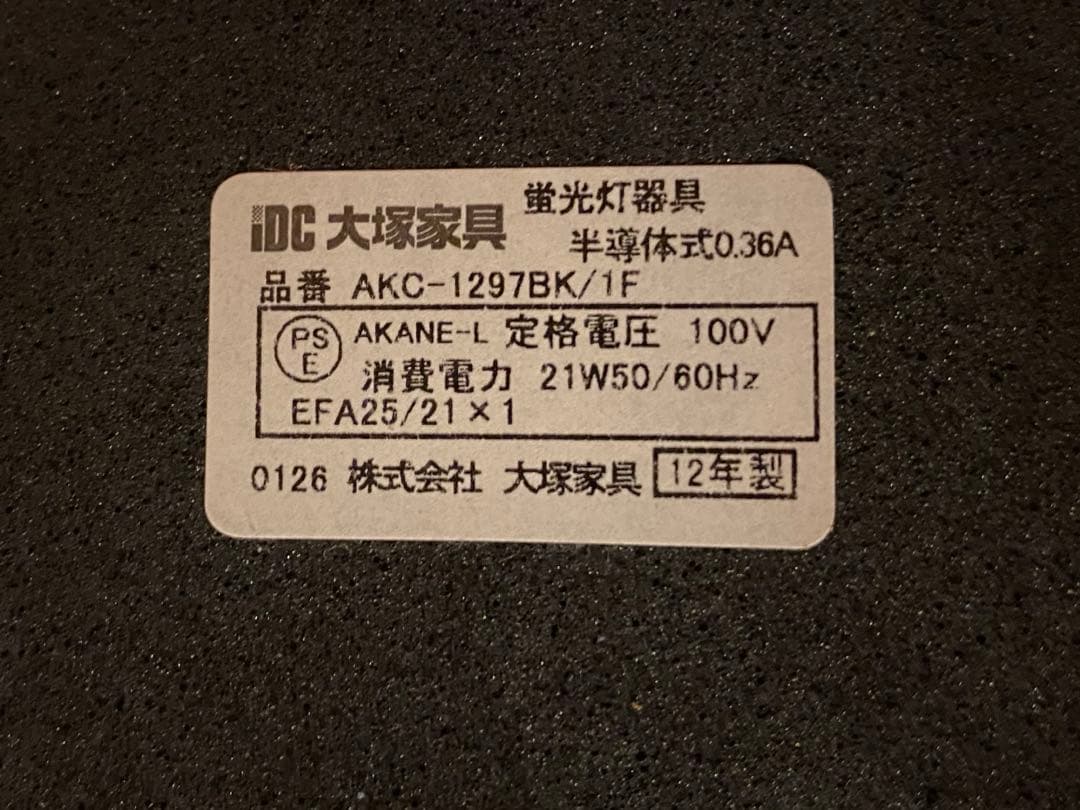 iDC 大塚家具 蛍光灯器具
半導体式0.36A
品番 AKC-1297BK/1F
PSE AKANE-L 定格電圧 100V
消費電力 21W50/60Hz
EFA25/21×1
0126 株式会社 大塚家具 12年製